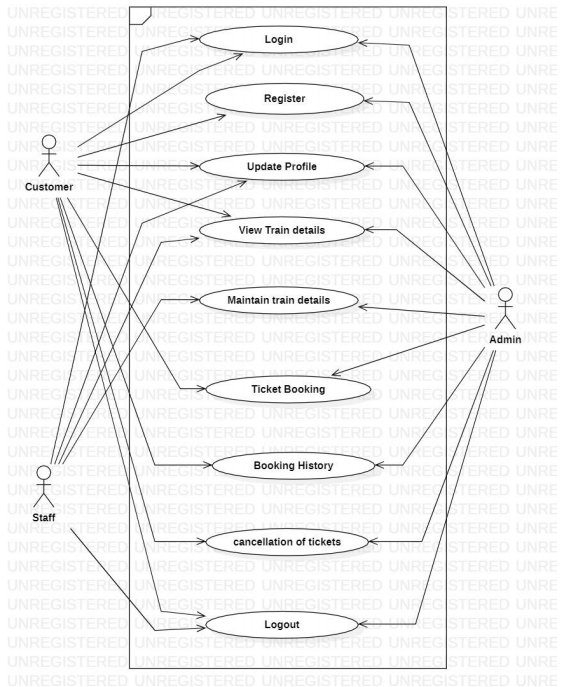 Login
Register
Customer
Update Profile
View Train details
Maintain train details
Admin
Ticket Booking
Booking History
Staff
cancellation of tickets
Logout
UNREGISTERED